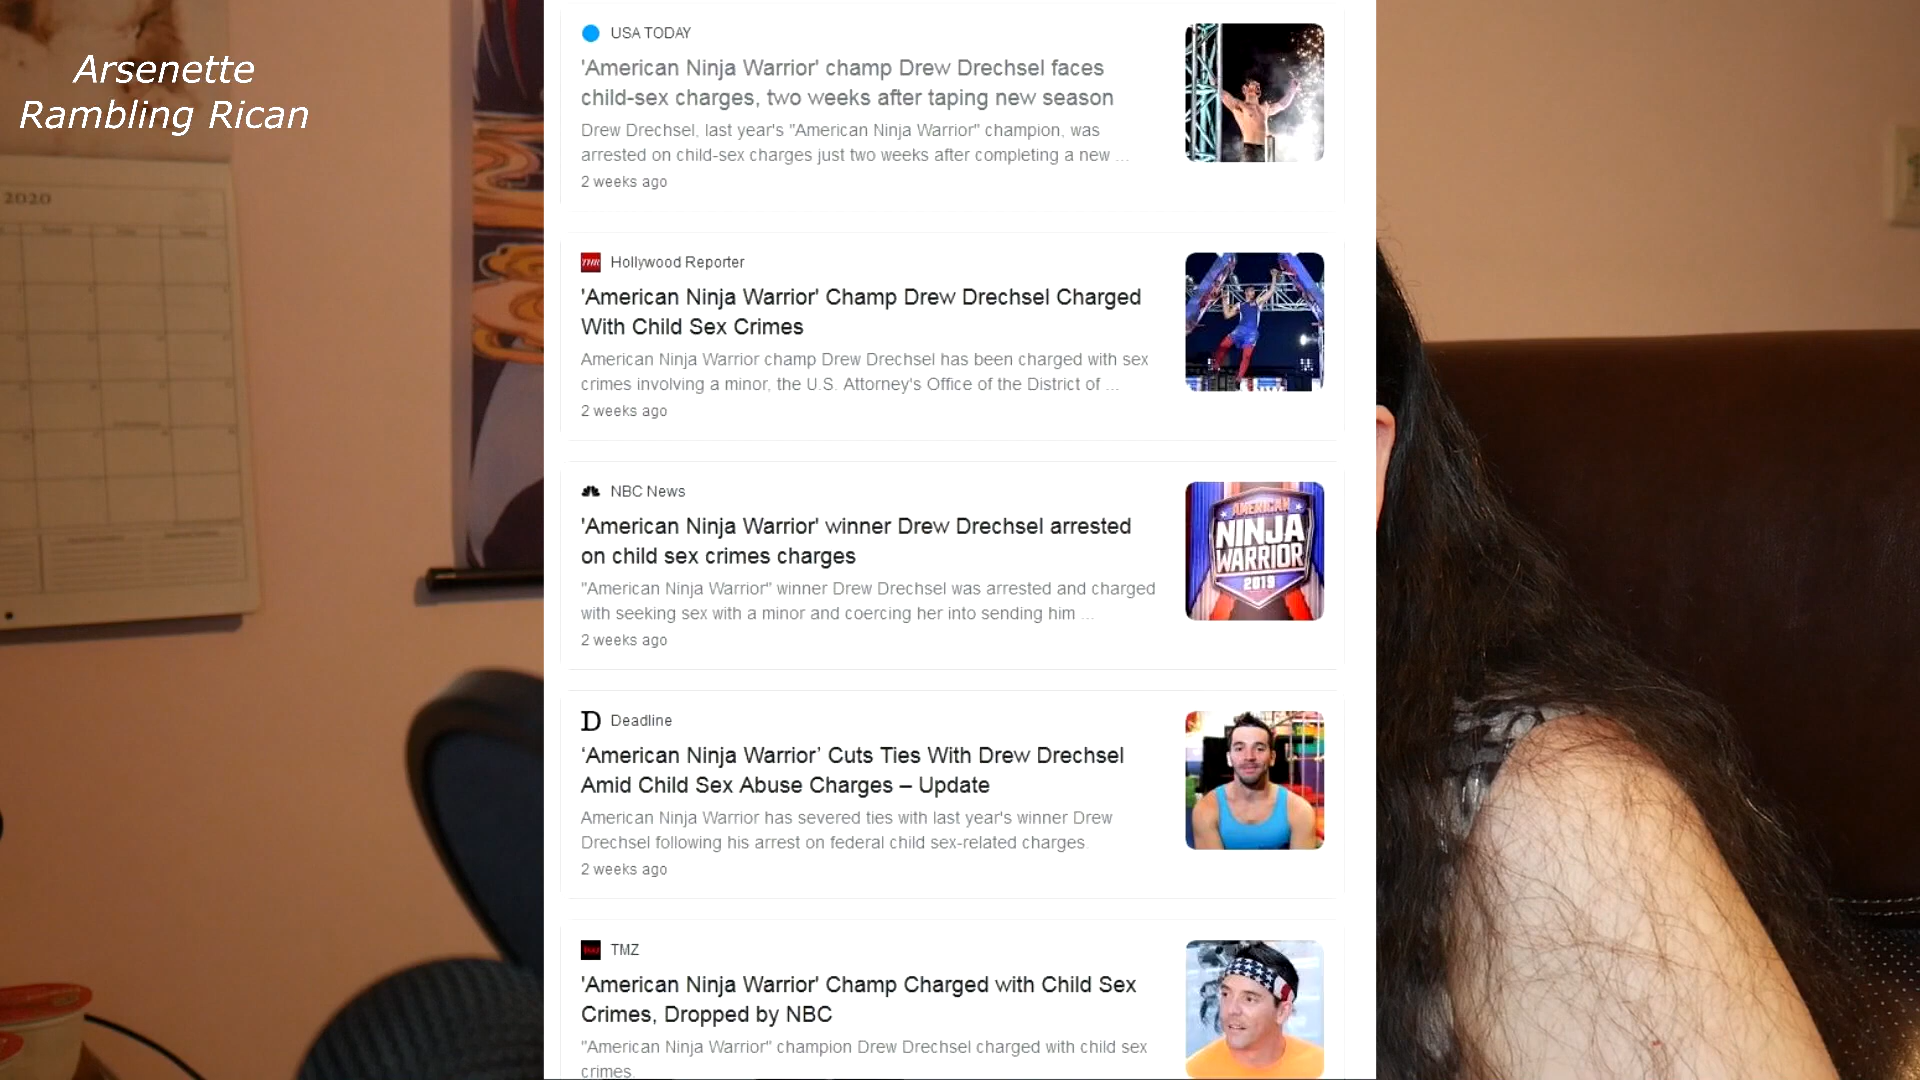 Arsenette
Rambling Rican
2020
USA TODAY
'American Ninja Warrior' champ Drew Drechsel faces
child-sex charges, two weeks after taping new season
Drew Drechsel, last year's "American Ninja Warrior" champion, was
arrested on child-sex charges just two weeks after completing a new ...
2 weeks ago
THR
Hollywood Reporter
'American Ninja Warrior' Champ Drew Drechsel Charged
With Child Sex Crimes
American Ninja Warrior champ Drew Drechsel has been charged with sex
crimes involving a minor, the U.S. Attorney's Office of the District of ...
2 weeks ago
NBC News
'American Ninja Warrior' winner Drew Drechsel arrested
on child sex crimes charges
"American Ninja Warrior" winner Drew Drechsel was arrested and charged
with seeking sex with a minor and coercing her into sending him ...
2 weeks ago
AMERICAN
NINJA
WARRIOR
2019
D Deadline
‘American Ninja Warrior’ Cuts Ties With Drew Drechsel
Amid Child Sex Abuse Charges – Update
American Ninja Warrior has severed ties with last year's winner Drew
Drechsel following his arrest on federal child sex-related charges.
2 weeks ago
TMZ
'American Ninja Warrior' Champ Charged with Child Sex
Crimes, Dropped by NBC
"American Ninja Warrior" champion Drew Drechsel charged with child sex
crimes.